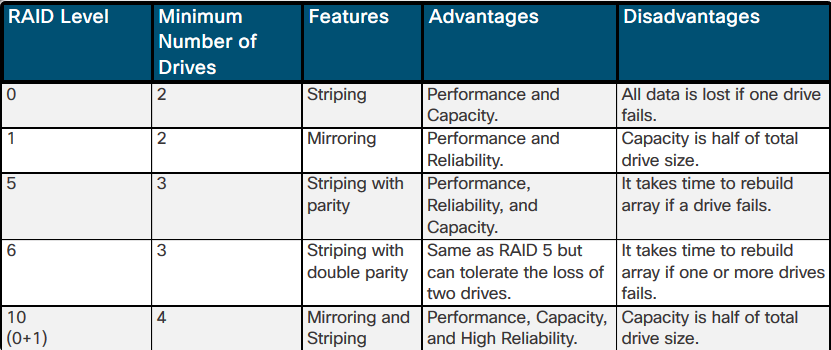 RAID Level Minimum Number of Drives Features Advantages Disadvantages
0 2 Striping Performance and Capacity. All data is lost if one drive fails.
1 2 Mirroring Performance and Reliability. Capacity is half of total drive size.
5 3 Striping with parity Performance, Reliability, and Capacity. It takes time to rebuild array if a drive fails.
6 3 Striping with double parity Same as RAID 5 but can tolerate the loss of two drives. It takes time to rebuild array if one or more drives fails.
10 (0+1) 4 Mirroring and Striping Performance, Capacity, and High Reliability. Capacity is half of total drive size.